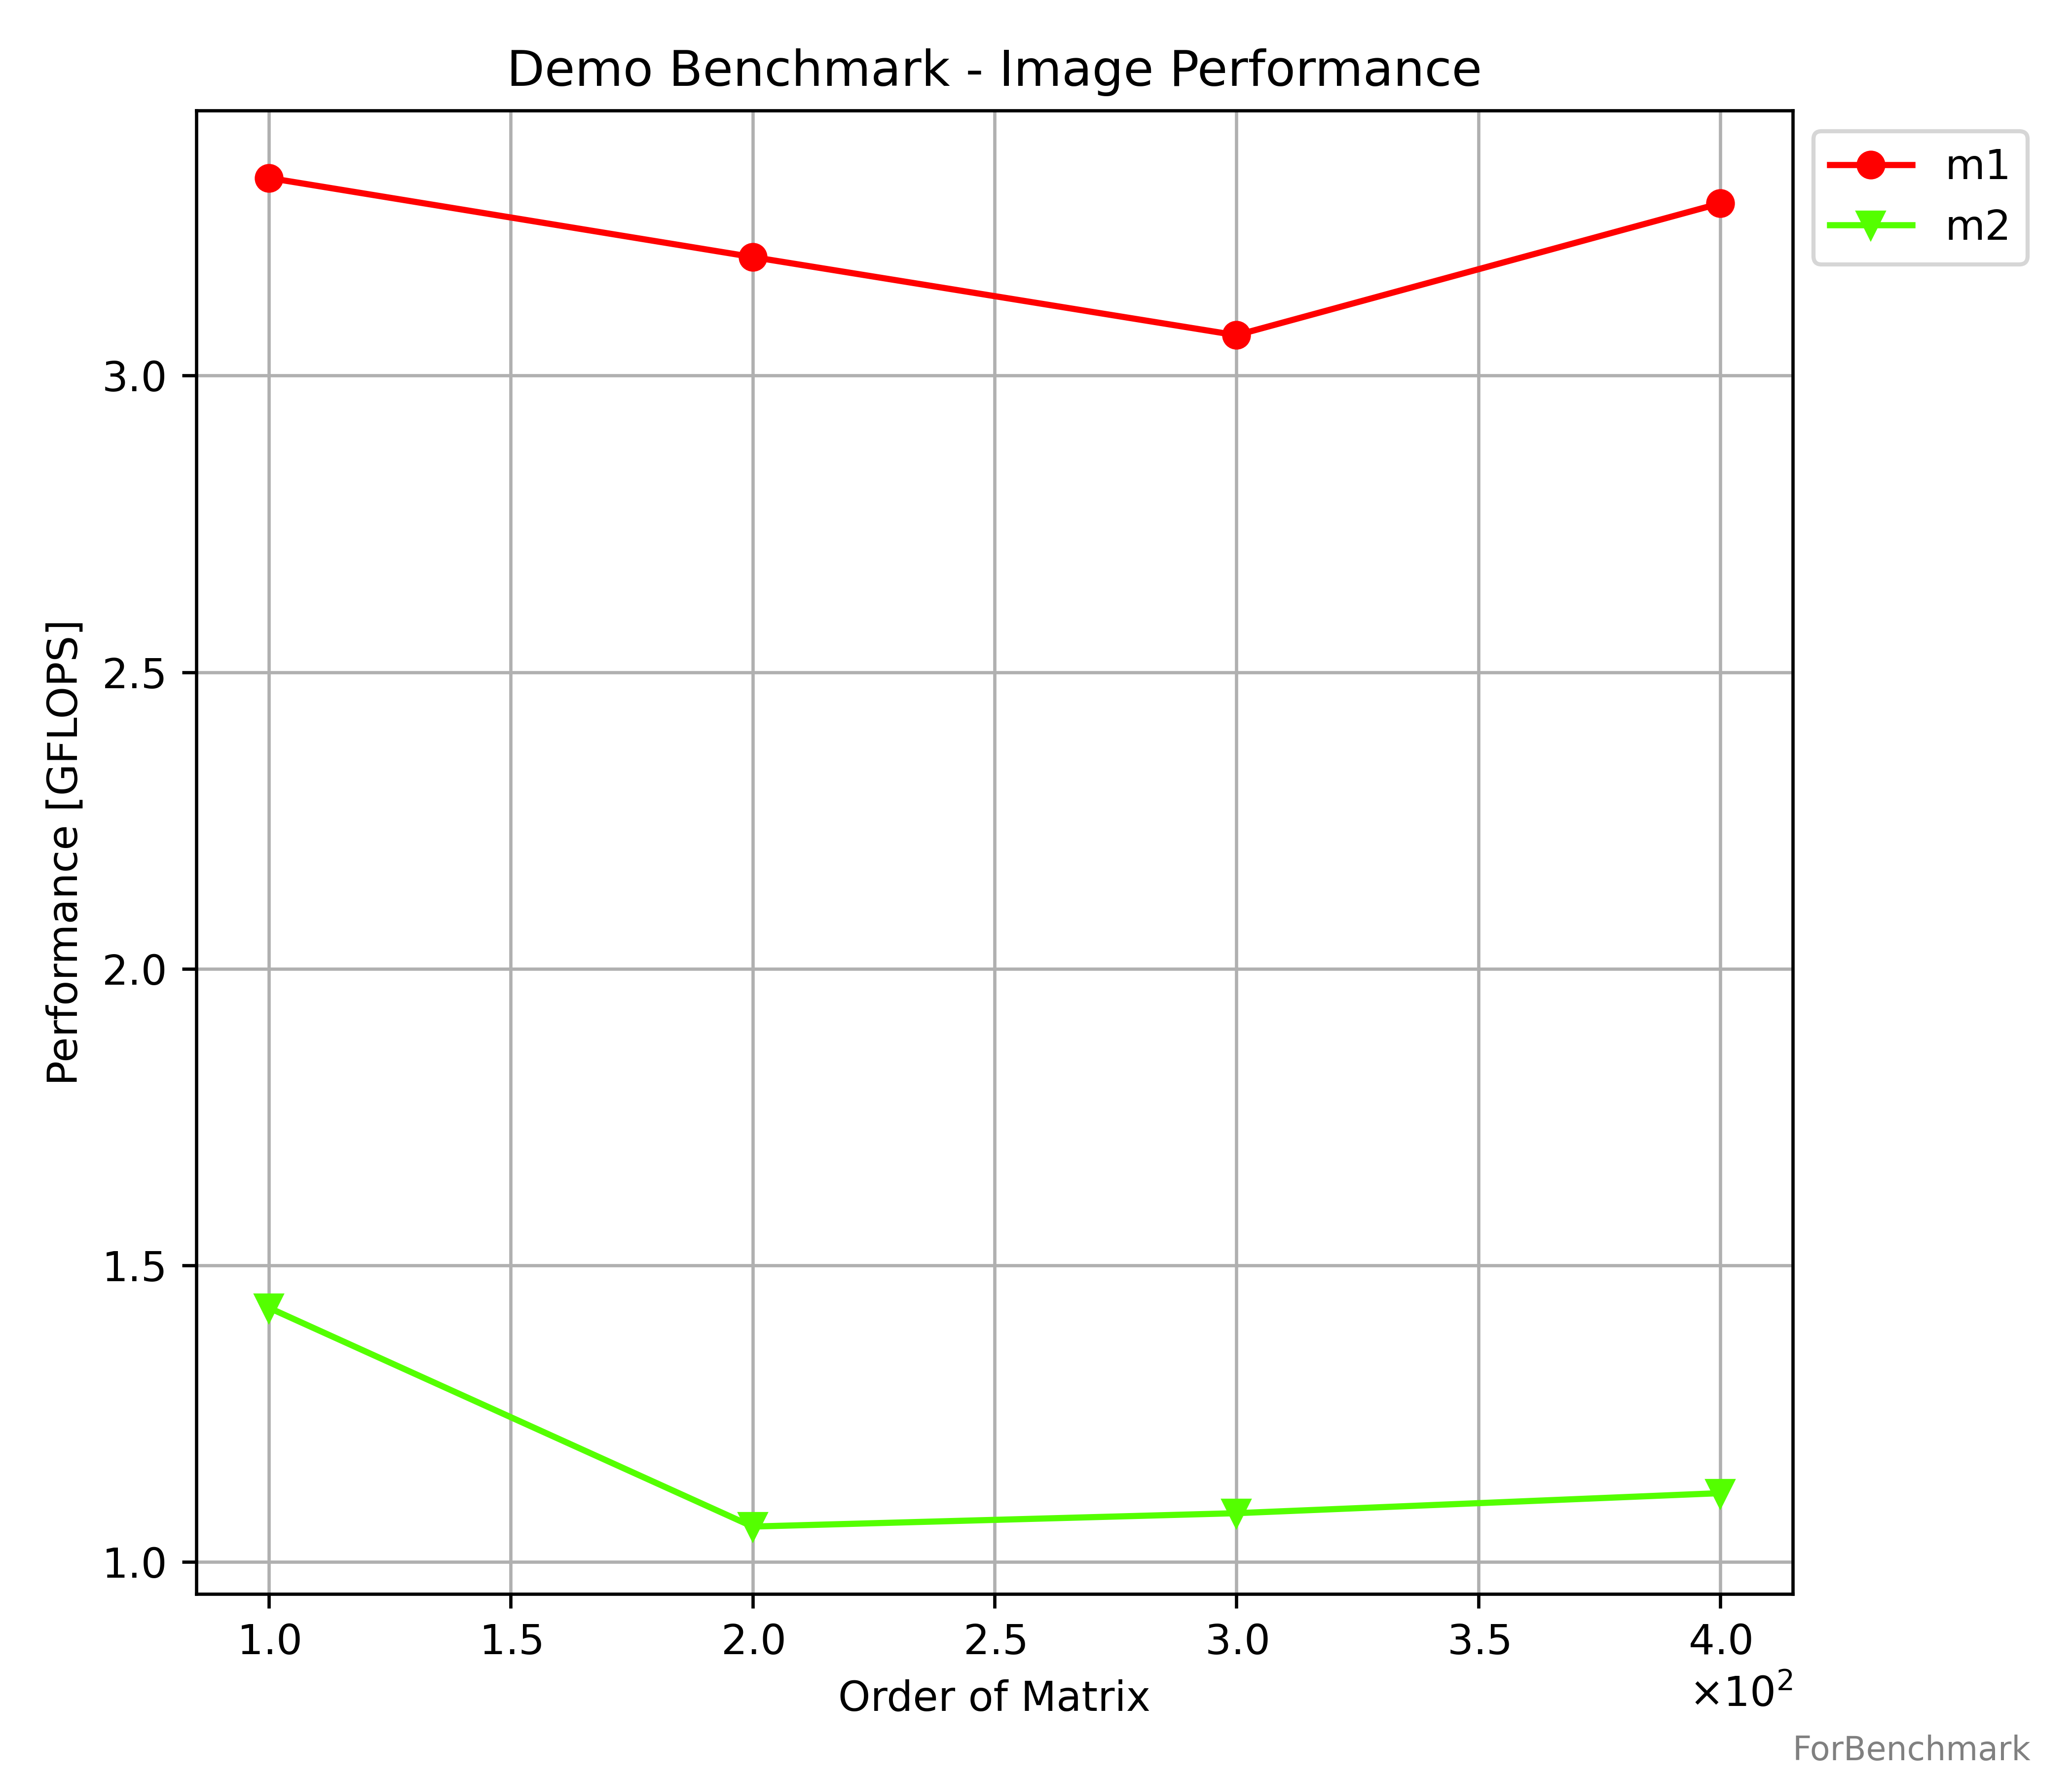 Demo Benchmark - Image Performance
m1
m2
Performance [GFLOPS]
3.0
2.5
2.0
1.5
1.0
1.0 1.5 2.0 2.5 3.0 3.5 4.0
×10²
Order of Matrix
ForBenchmark